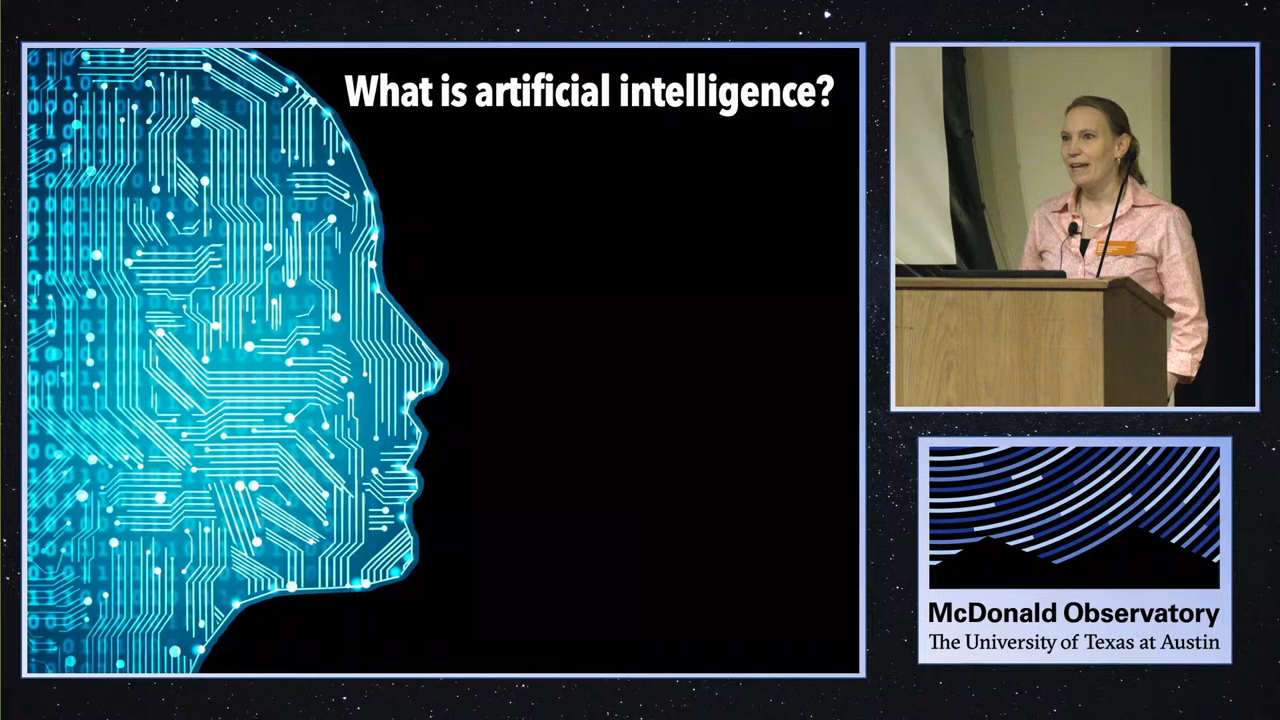 What is artificial intelligence?
McDonald Observatory
The University of Texas at Austin